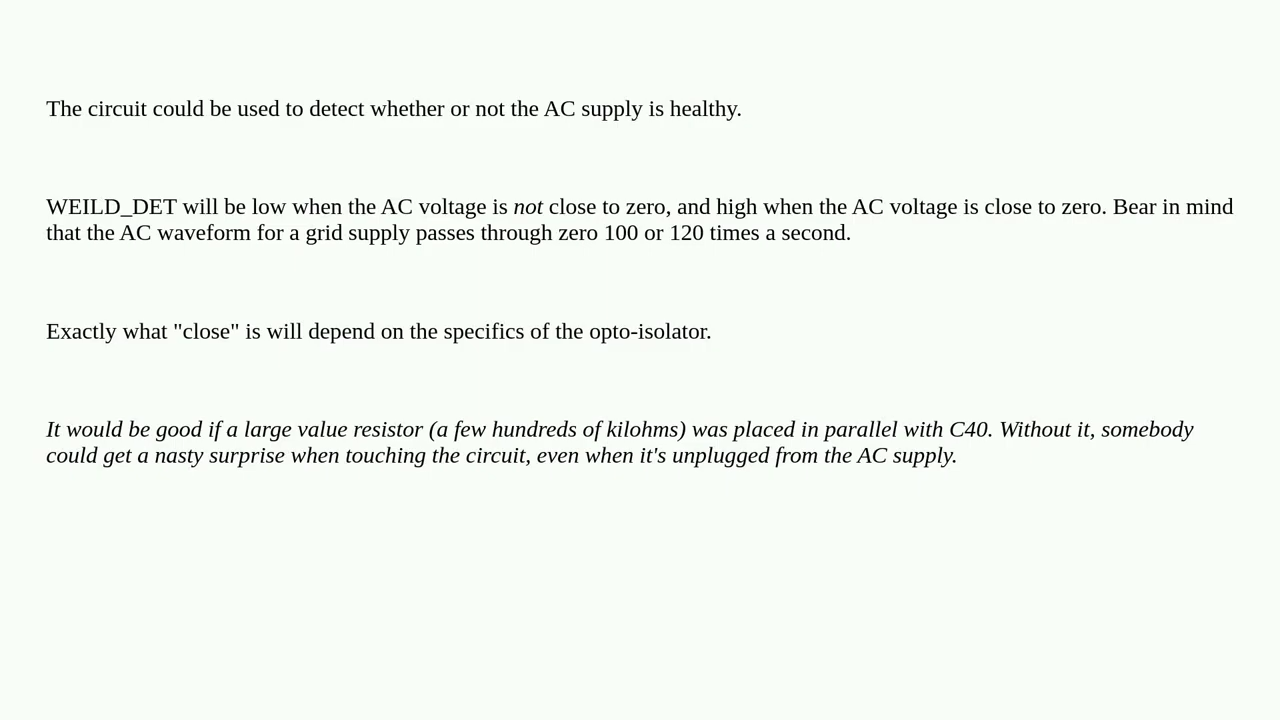 The circuit could be used to detect whether or not the AC supply is healthy.
WEILD_DET will be low when the AC voltage is not close to zero, and high when the AC voltage is close to zero. Bear in mind
that the AC waveform for a grid supply passes through zero 100 or 120 times a second.
Exactly what "close" is will depend on the specifics of the opto-isolator.
It would be good if a large value resistor (a few hundreds of kilohms) was placed in parallel with C40. Without it, somebody
could get a nasty surprise when touching the circuit, even when it's unplugged from the AC supply.